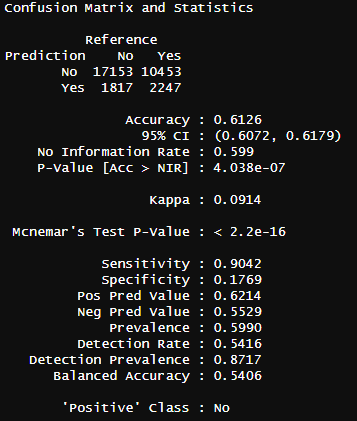 Confusion Matrix and Statistics
Reference
Prediction No Yes
No 17153 10453
Yes 1817 2247
Accuracy : 0.6126
95% CI : (0.6072, 0.6179)
No Information Rate : 0.599
P-Value [Acc > NIR] : 4.038e-07
Kappa : 0.0914
Mcnemar's Test P-Value : < 2.2e-16
Sensitivity : 0.9042
Specificity : 0.1769
Pos Pred Value : 0.6214
Neg Pred Value : 0.5529
Prevalence : 0.5990
Detection Rate : 0.5416
Detection Prevalence : 0.8717
Balanced Accuracy : 0.5406
'Positive' Class : No